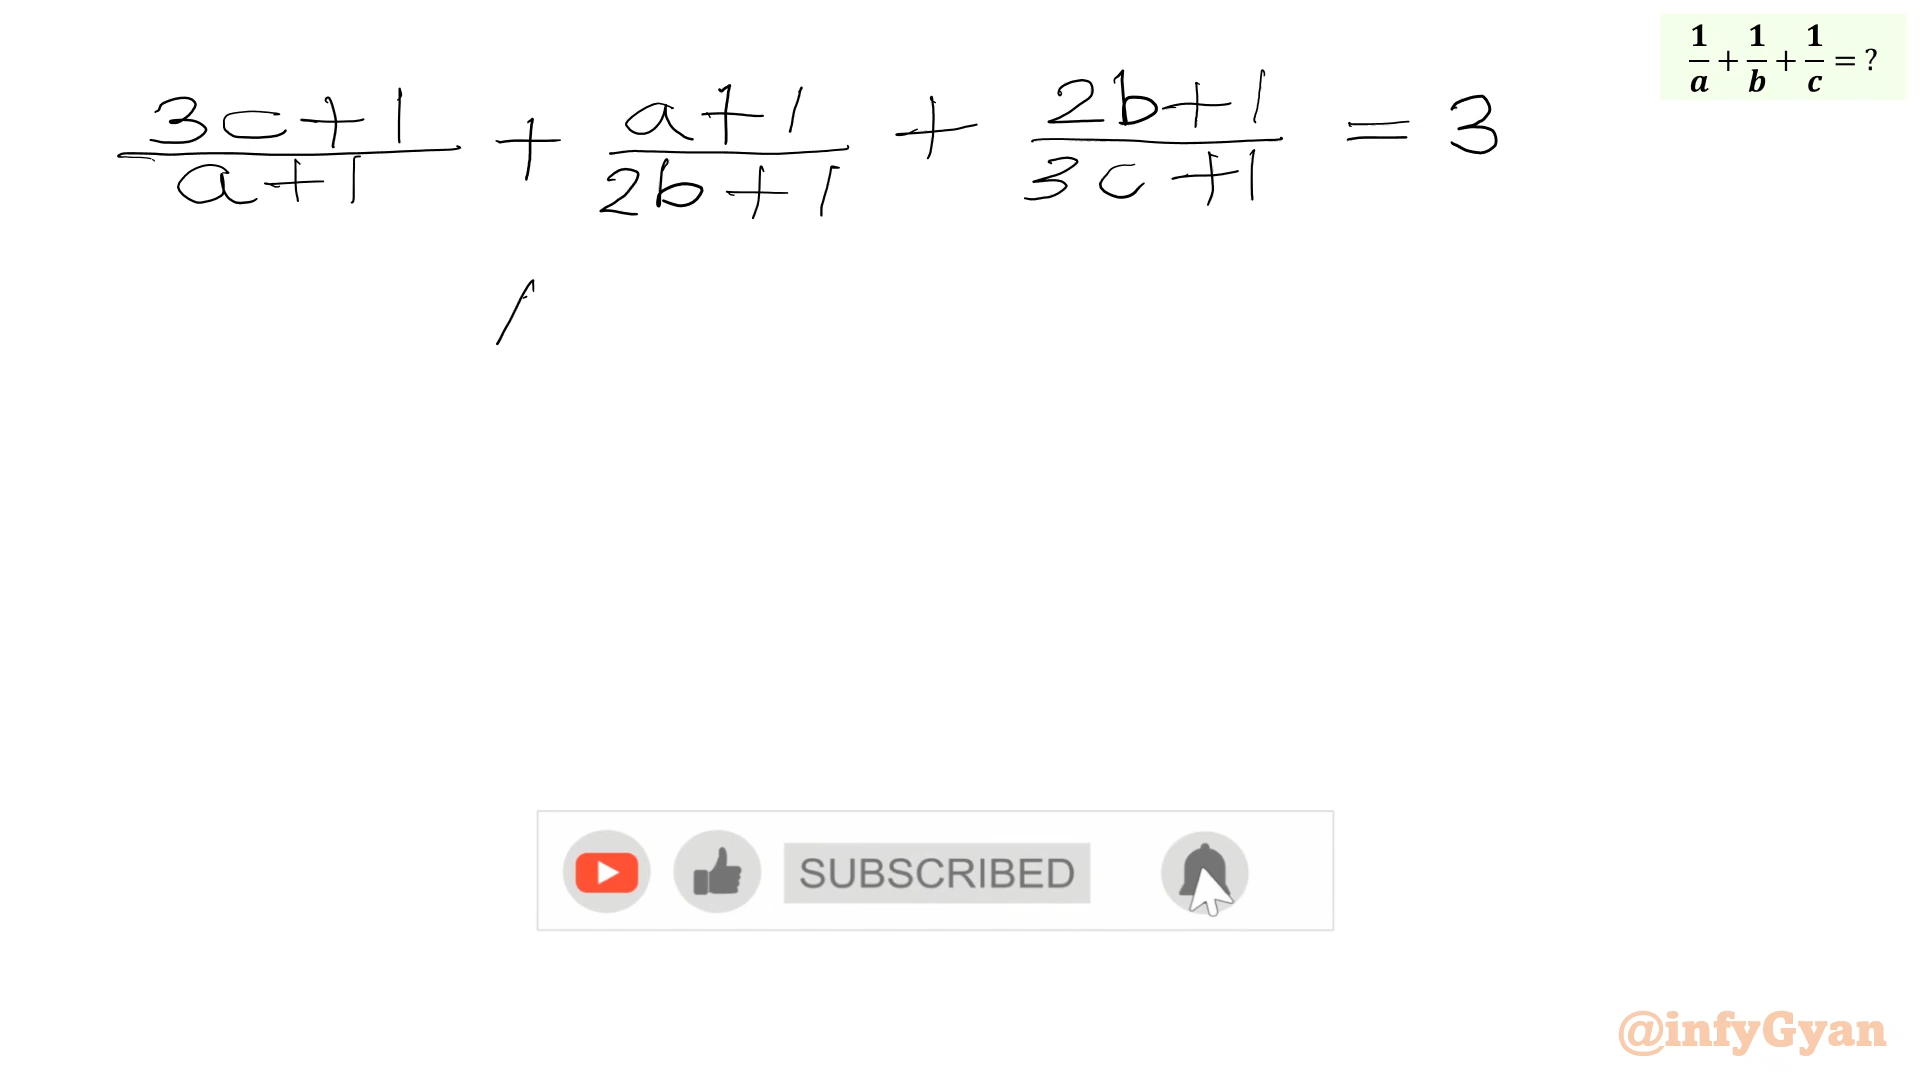 (3c+1)/(a+1) + (a+1)/(2b+1) + (2b+1)/(3c+1) = 3
1/a + 1/b + 1/c = ?
SUBSCRIBED
@infyGyan